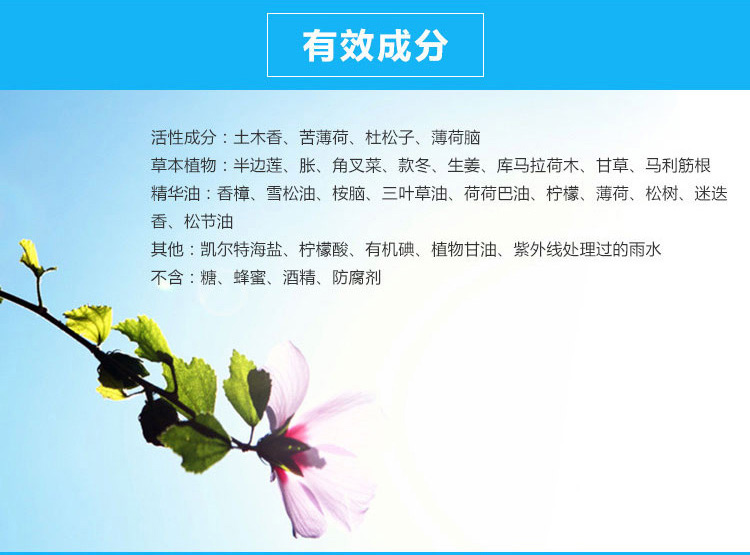 有效成分
活性成分：土木香、苦薄荷、杜松子、薄荷脑
草本植物：半边莲、胀、角叉菜、款冬、生姜、库马拉荷木、甘草、马利筋根
精华油：香樟、雪松油、桉脑、三叶草油、荷荷巴油、柠檬、薄荷、松树、迷迭
香、松节油
其他：凯尔特海盐、柠檬酸、有机碘、植物甘油、紫外线处理过的雨水
不含：糖、蜂蜜、酒精、防腐剂